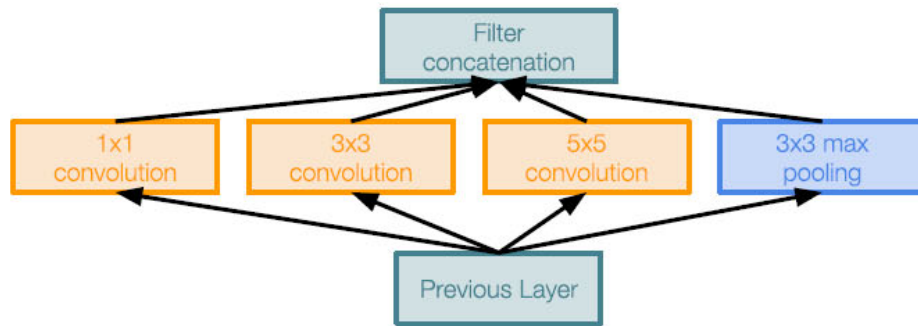 Filter
concatenation
1x1
convolution
3x3
convolution
5x5
convolution
3x3 max
pooling
Previous Layer